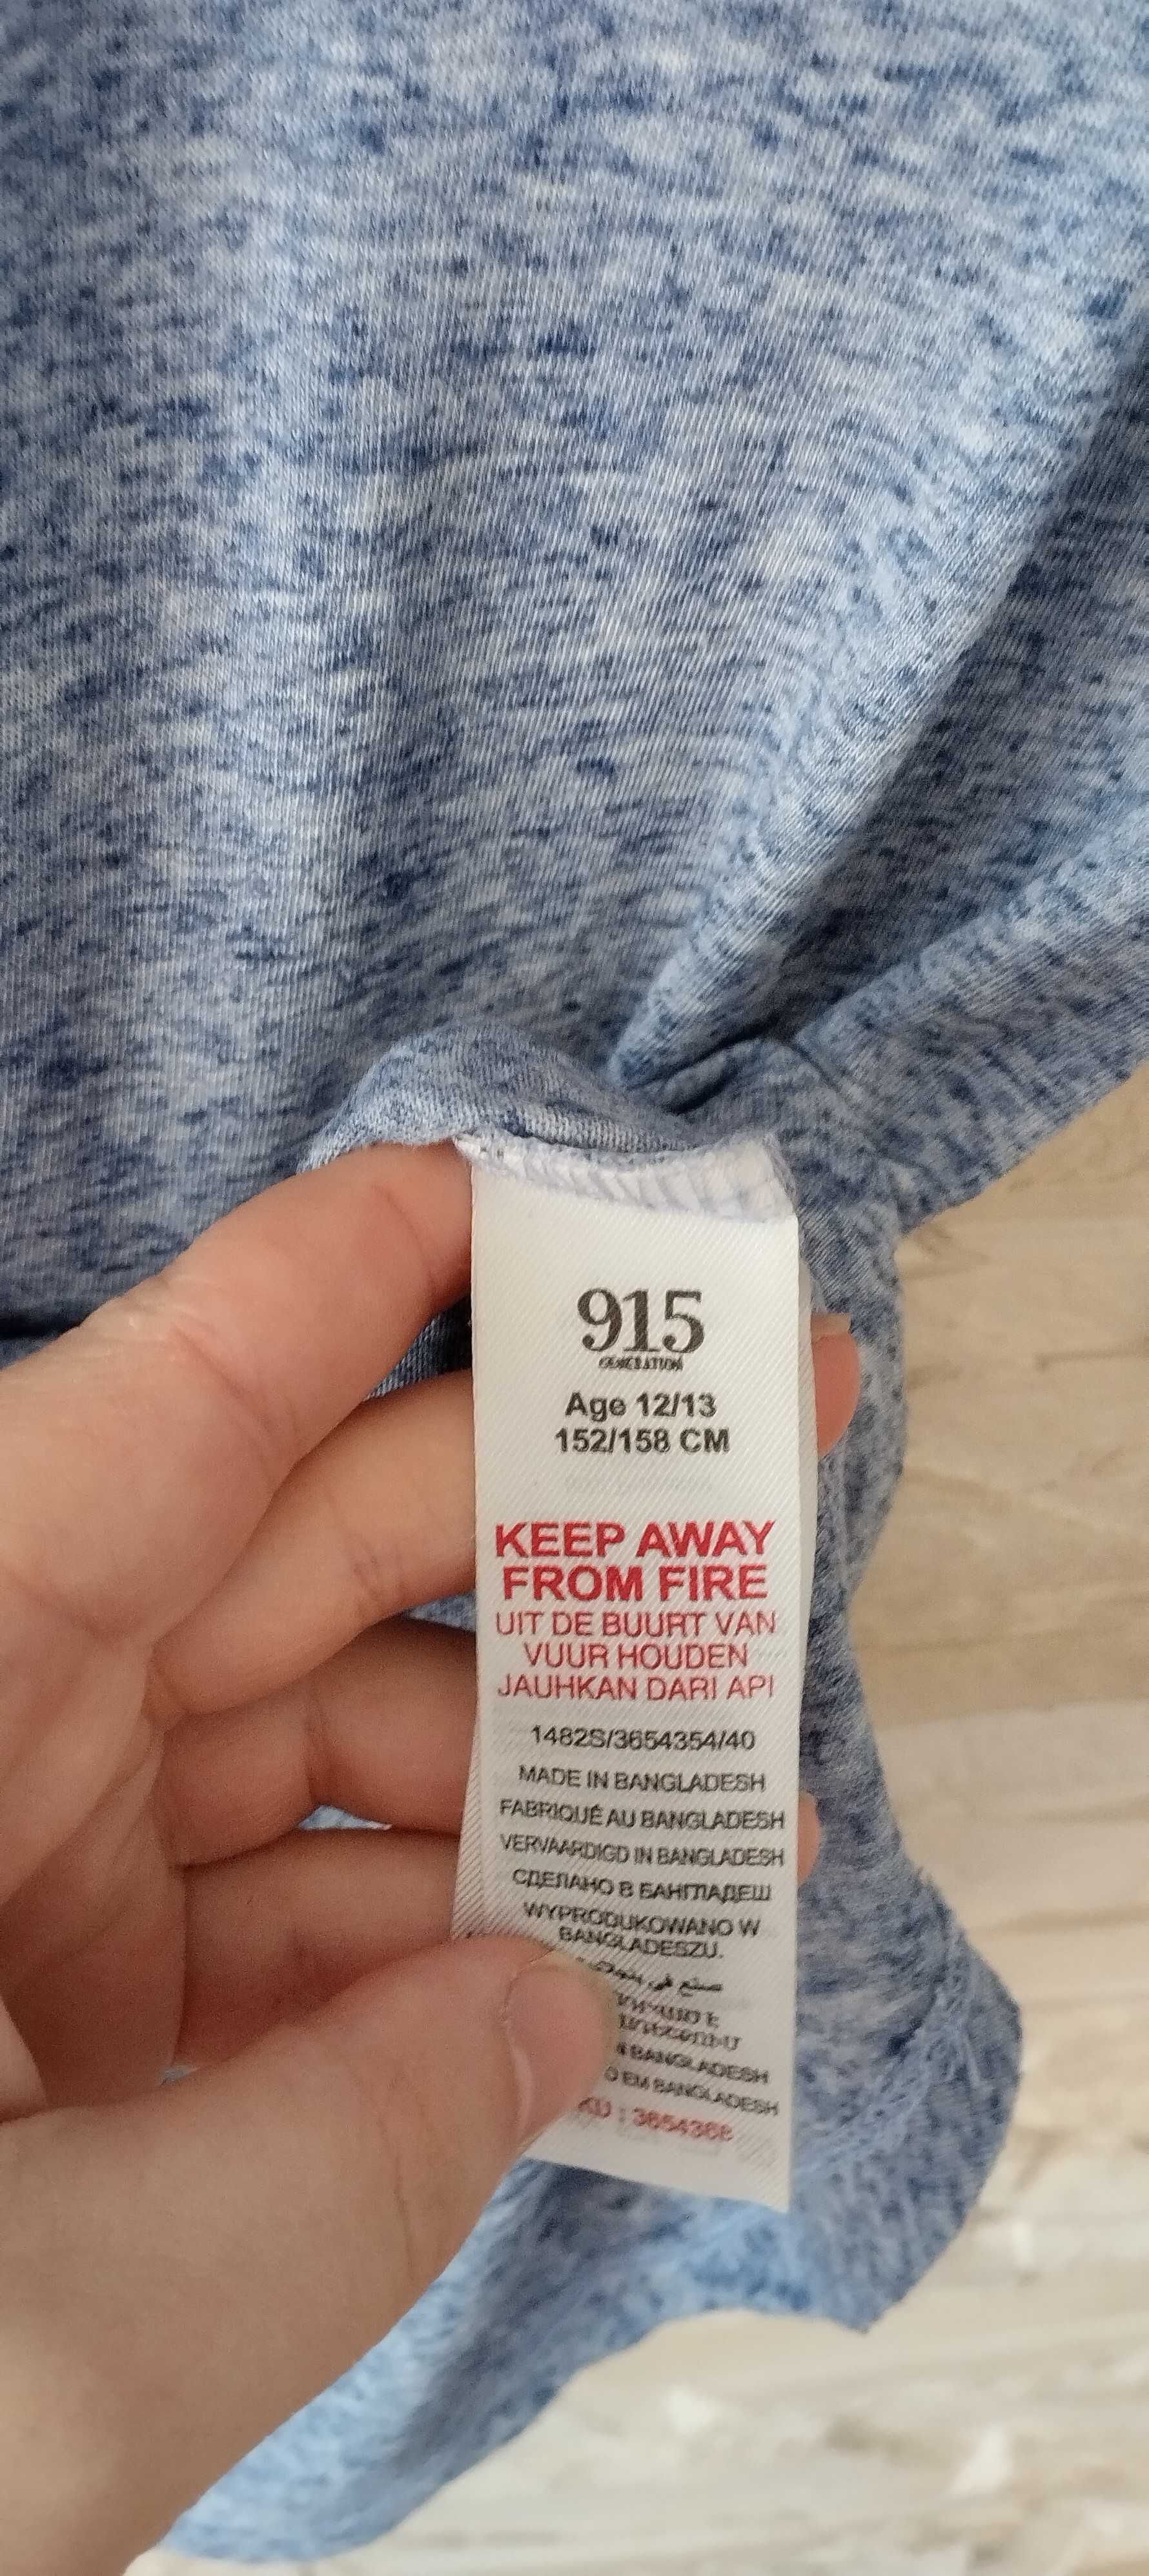 915
GENERATION
Age 12/13
152/158 CM
KEEP AWAY
FROM FIRE
UIT DE BUURT VAN
VUUR HOUDEN
JAUHKAN DARI API
1482S/3654354/40
MADE IN BANGLADESH
FABRIQUÉ AU BANGLADESH
VERVAARDIGD IN BANGLADESH
СДЕЛАНО В БАНГЛАДЕШ
WYPRODUKOWANO W
BANGLADESZU.
صنع في
BANGLADESH
EM BANGLADESH
: 3654368